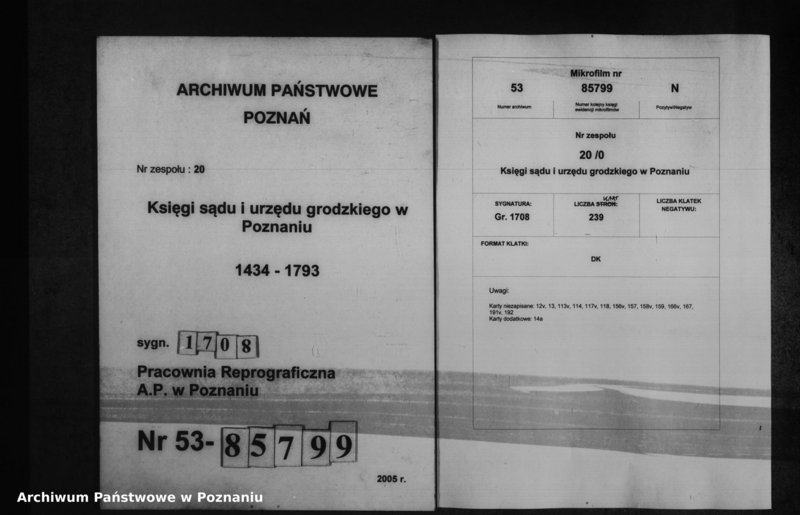 ARCHIWUM PAŃSTWOWE
POZNAŃ
Nr zespołu : 20
Księgi sądu i urzędu grodzkiego w
Poznaniu
1434 - 1793
sygn. 1708
Pracownia Reprograficzna
A.P. w Poznaniu
Nr 53-85799
2005 r.
Mikrofilm nr
53 85799 N
Numer archiwum
Numer kolejny księgi
ewidencji mikrofilmów
Pozytyw/Negatyw
Nr zespołu
20 /0
Księgi sądu i urzędu grodzkiego w Poznaniu
SYGNATURA:
Gr. 1708
KART
LICZBA STRON:
239
LICZBA KLATEK
NEGATYWU:
FORMAT KLATKI:
DK
Uwagi:
Karty niezapisane: 12v, 13, 113v, 114, 117v, 118, 156v, 157, 158v, 159, 166v, 167,
191v, 192
Karty dodatkowe: 14a
Archiwum Państwowe w Poznaniu